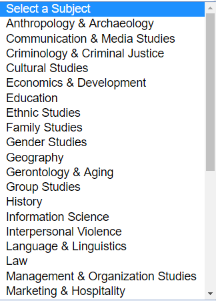 Select a Subject
Anthropology & Archaeology
Communication & Media Studies
Criminology & Criminal Justice
Cultural Studies
Economics & Development
Education
Ethnic Studies
Family Studies
Gender Studies
Geography
Gerontology & Aging
Group Studies
History
Information Science
Interpersonal Violence
Language & Linguistics
Law
Management & Organization Studies
Marketing & Hospitality